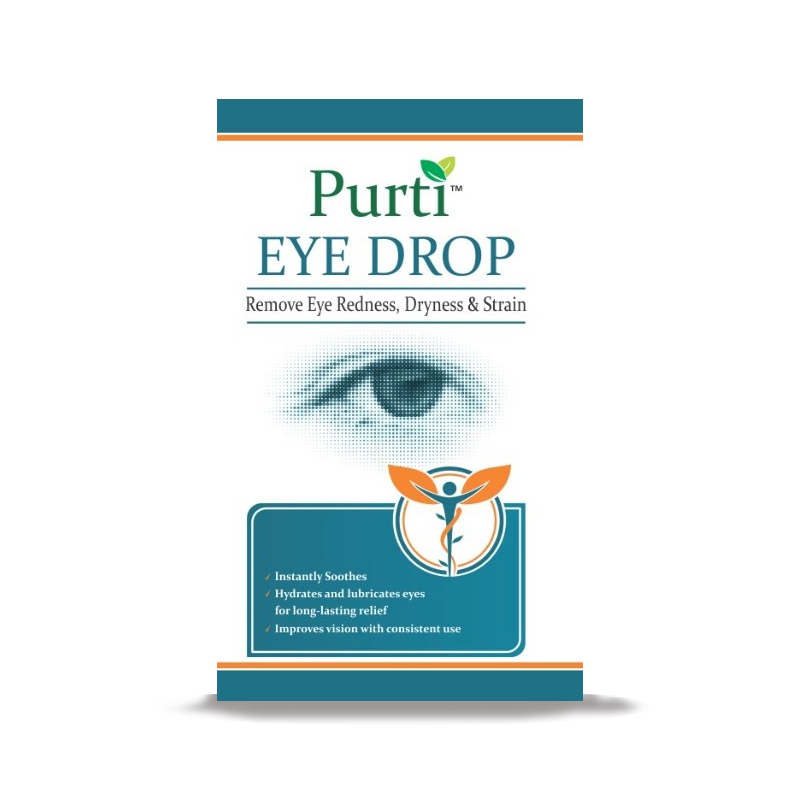 Purti™
EYE DROP
Remove Eye Redness, Dryness & Strain
✓ Instantly Soothes
✓ Hydrates and lubricates eyes
for long-lasting relief
✓ Improves vision with consistent use